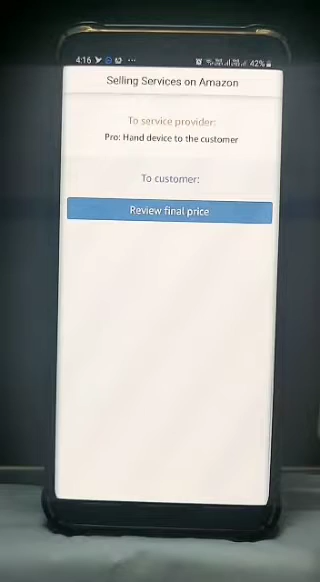 4:16
42%
Selling Services on Amazon
To service provider:
Pro: Hand device to the customer
To customer:
Review final price